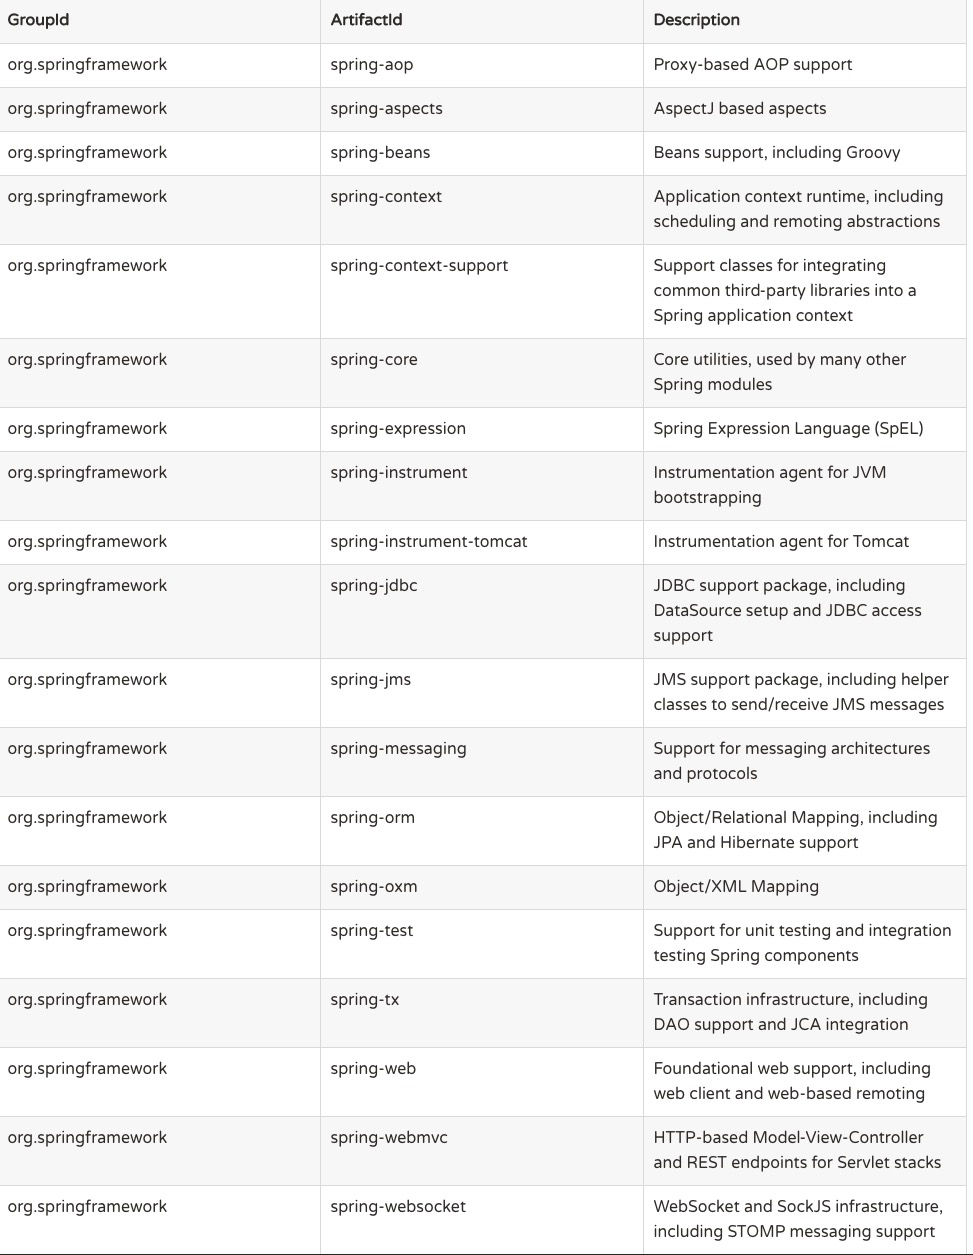 GroupId ArtifactId Description
org.springframework spring-aop Proxy-based AOP support
org.springframework spring-aspects AspectJ based aspects
org.springframework spring-beans Beans support, including Groovy
org.springframework spring-context Application context runtime, including
scheduling and remoting abstractions
org.springframework spring-context-support Support classes for integrating
common third-party libraries into a
Spring application context
org.springframework spring-core Core utilities, used by many other
Spring modules
org.springframework spring-expression Spring Expression Language (SpEL)
org.springframework spring-instrument Instrumentation agent for JVM
bootstrapping
org.springframework spring-instrument-tomcat Instrumentation agent for Tomcat
org.springframework spring-jdbc JDBC support package, including
DataSource setup and JDBC access
support
org.springframework spring-jms JMS support package, including helper
classes to send/receive JMS messages
org.springframework spring-messaging Support for messaging architectures
and protocols
org.springframework spring-orm Object/Relational Mapping, including
JPA and Hibernate support
org.springframework spring-oxm Object/XML Mapping
org.springframework spring-test Support for unit testing and integration
testing Spring components
org.springframework spring-tx Transaction infrastructure, including
DAO support and JCA integration
org.springframework spring-web Foundational web support, including
web client and web-based remoting
org.springframework spring-webmvc HTTP-based Model-View-Controller
and REST endpoints for Servlet stacks
org.springframework spring-websocket WebSocket and SockJS infrastructure,
including STOMP messaging support